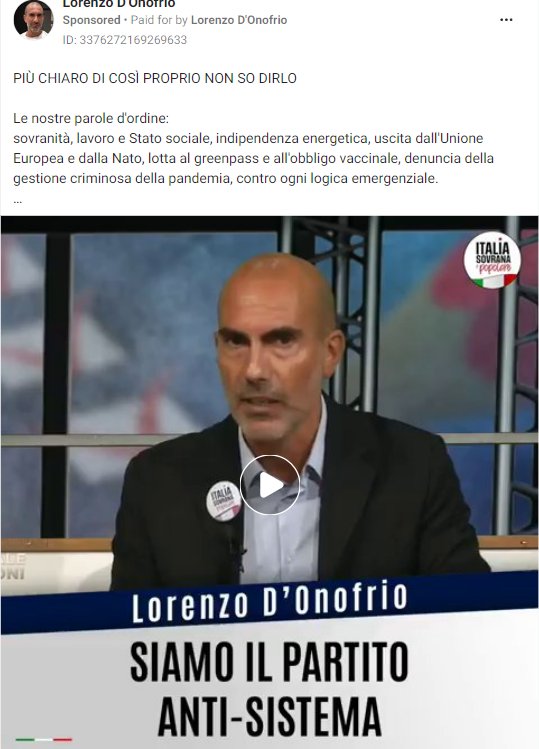 Lorenzo D'Onofrio
Sponsored • Paid for by Lorenzo D'Onofrio
ID: 3376272169269633
PIÙ CHIARO DI COSÌ PROPRIO NON SO DIRLO
Le nostre parole d'ordine:
sovranità, lavoro e Stato sociale, indipendenza energetica, uscita dall'Unione
Europea e dalla Nato, lotta al greenpass e all'obbligo vaccinale, denuncia della
gestione criminosa della pandemia, contro ogni logica emergenziale.
...
ITALIA
SOVRANA
e popolare
ITALIA
SOVRANA
ONI
Lorenzo D'Onofrio
SIAMO IL PARTITO
ANTI-SISTEMA